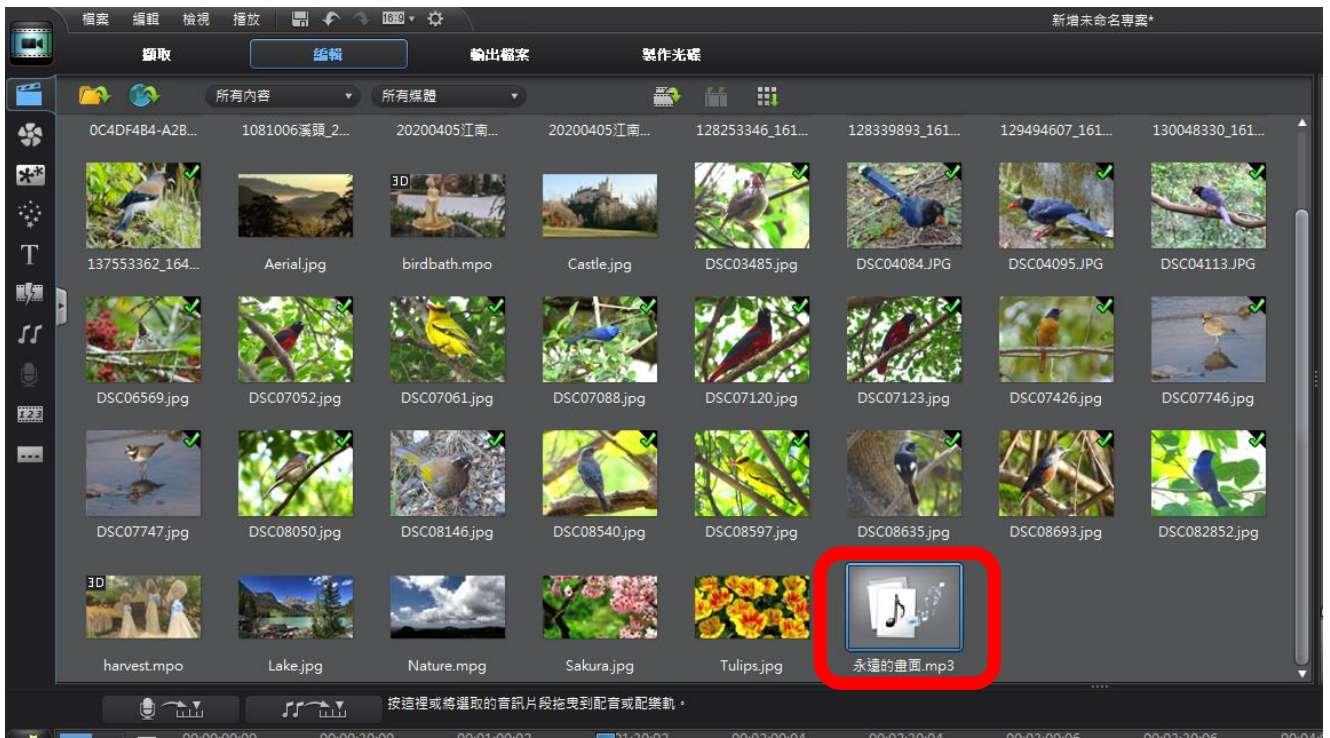 檔案 編輯 檢視 播放 16:9 新增未命名專案*
擷取 編輯 輸出檔案 製作光碟
所有內容 所有媒體
0C4DF4B4-A2B... 1081006溪頭_2... 20200405江南... 20200405江南... 128253346_161... 128339893_161... 129494607_161... 130048330_161...
3D
137553362_164... Aerial.jpg birdbath.mpo Castle.jpg DSC03485.jpg DSC04084.JPG DSC04095.JPG DSC04113.JPG
T
DSC06569.jpg DSC07052.jpg DSC07061.jpg DSC07088.jpg DSC07120.jpg DSC07123.jpg DSC07426.jpg DSC07746.jpg
123
DSC07747.jpg DSC08050.jpg DSC08146.jpg DSC08540.jpg DSC08597.jpg DSC08635.jpg DSC08693.jpg DSC082852.jpg
3D
harvest.mpo Lake.jpg Nature.mpg Sakura.jpg Tulips.jpg 永遠的畫面.mp3
按這裡或將選取的音訊片段拖曳到配音或配樂軌。